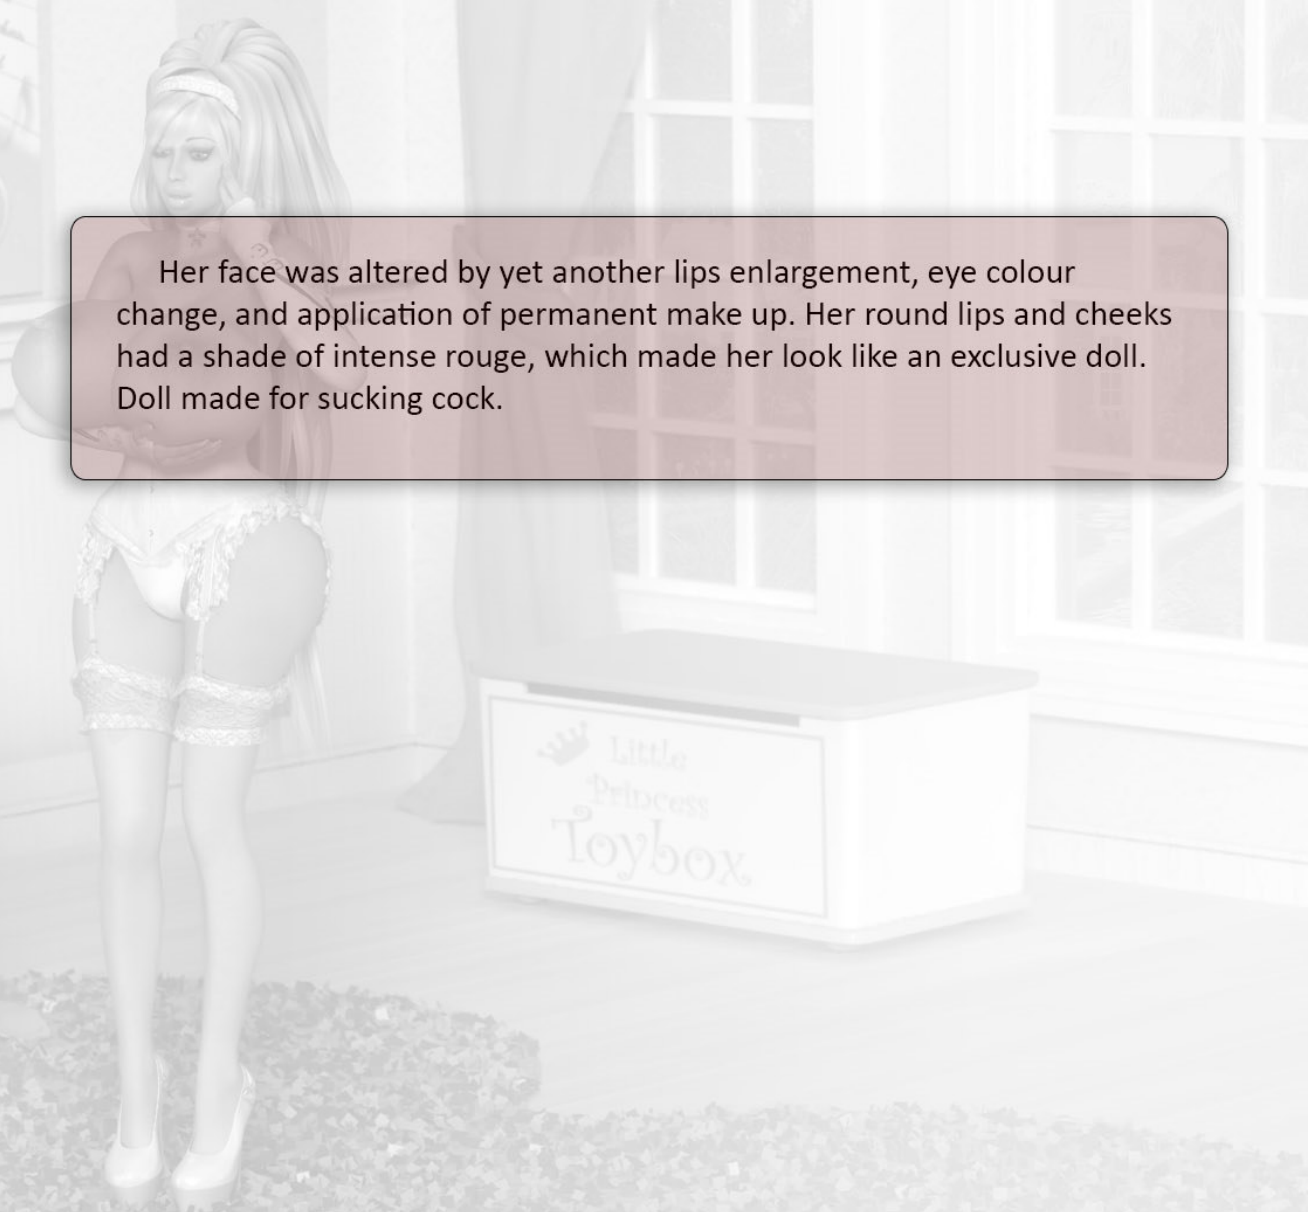 Her face was altered by yet another lips enlargement, eye colour
change, and application of permanent make up. Her round lips and cheeks
had a shade of intense rouge, which made her look like an exclusive doll.
Doll made for sucking cock.
Little
Princess
Toybox